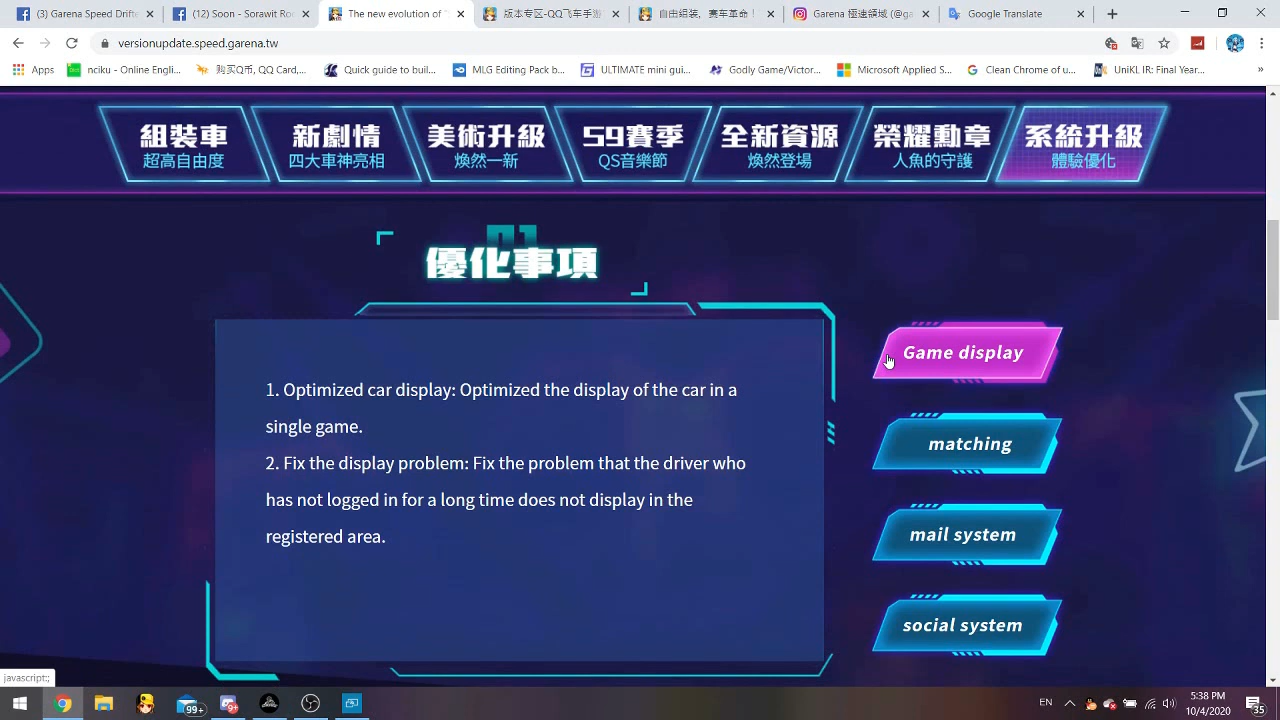 (3) Garena Speed Drifte
(12) Soon - Speed Rac
The new evolution of "
版本专区-QQ飞车手游
自由组装，赛车革命！
Garena 極速領域(@ga
Google Translate
versionupdate.speed.garena.tw
Apps
nciku - Online Engli...
购买Q币, QQ Card,...
Quick guide to buil...
MLG Editing Pack b...
ULTIMATE mini gui...
Godly Game/Victor...
Microsoft Applied S...
Clean Chrome of u...
UniKL IR: Final Year...
»
組裝車
新劇情
美術升級
S9賽季
全新資源
榮耀勳章
系統升級
超高自由度
四大車神亮相
煥然一新
QS音樂節
煥然登場
人魚的守護
體驗優化
01
優化事項
Game display
1. Optimized car display: Optimized the display of the car in a
single game.
matching
2. Fix the display problem: Fix the problem that the driver who
has not logged in for a long time does not display in the
registered area.
mail system
social system
javascript:;
99+
EN
5:38 PM
10/4/2020
35